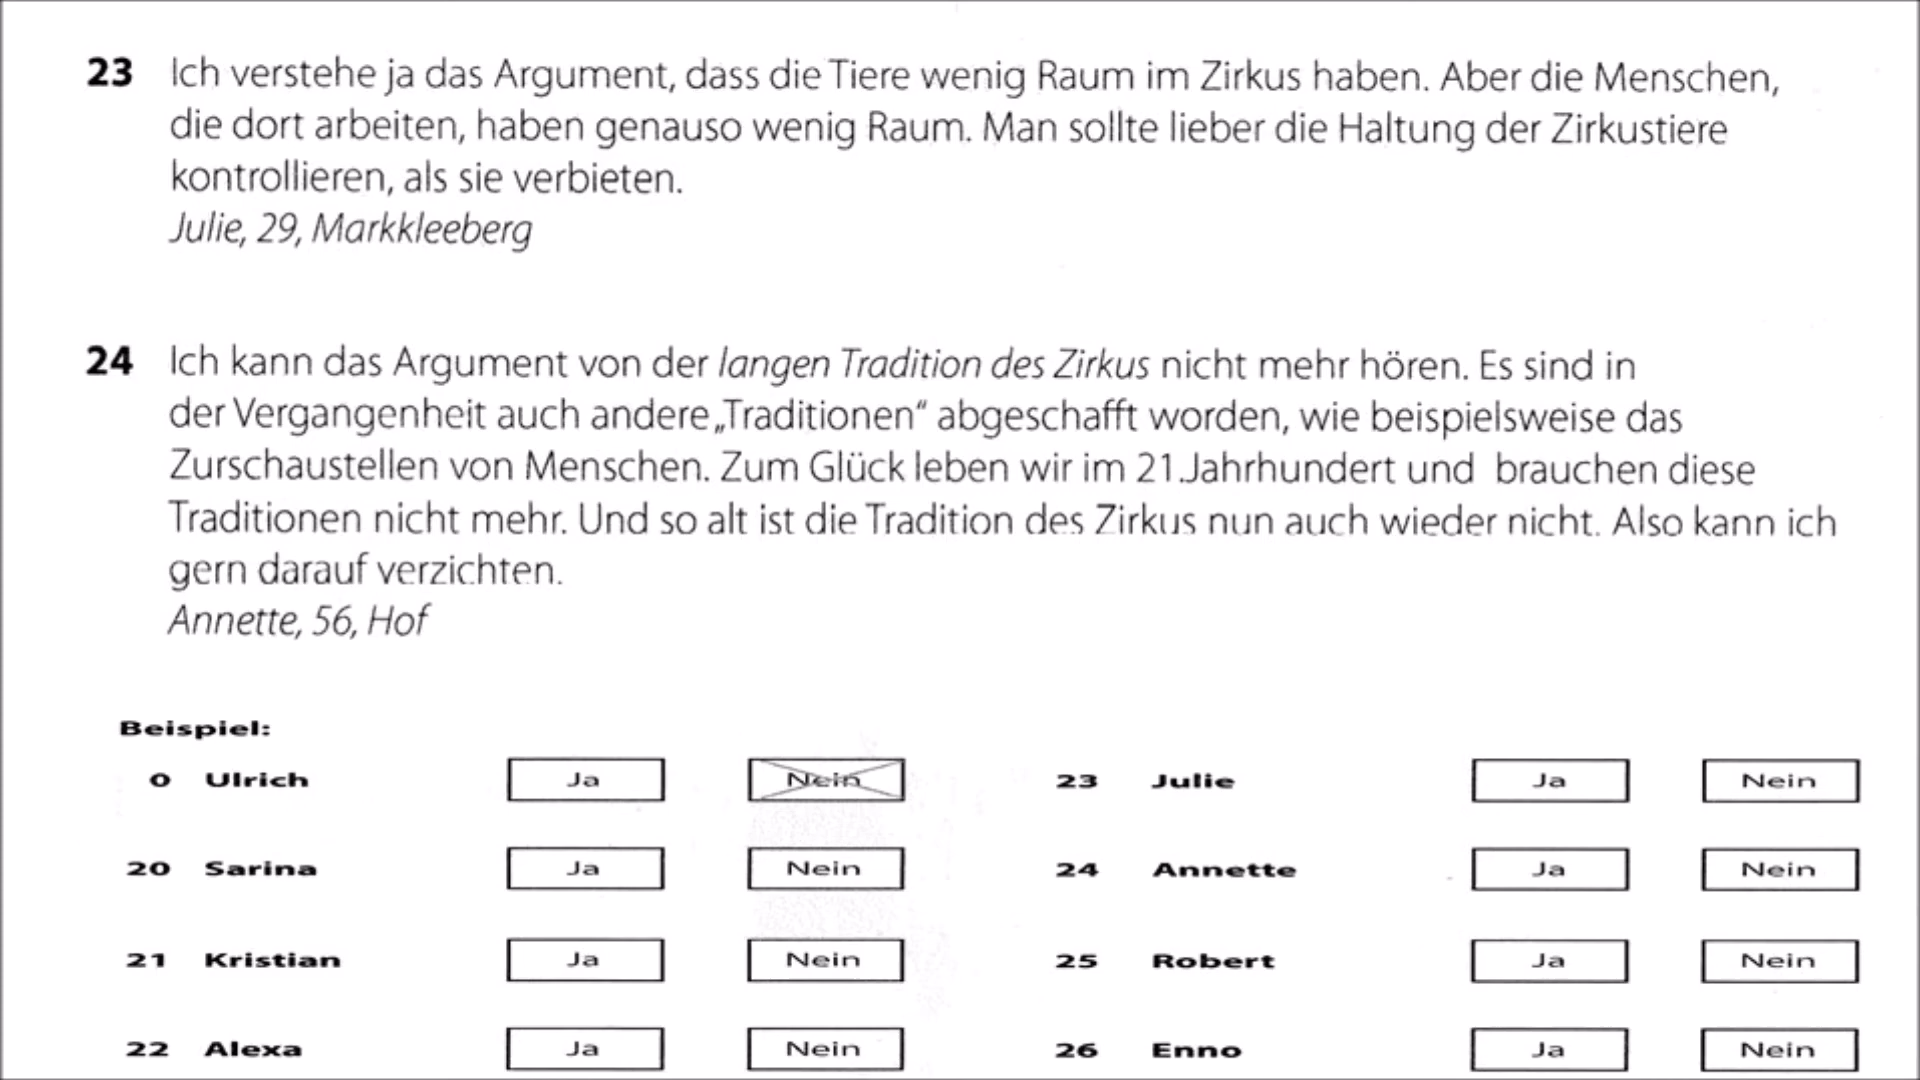 23 Ich verstehe ja das Argument, dass die Tiere wenig Raum im Zirkus haben. Aber die Menschen,
die dort arbeiten, haben genauso wenig Raum. Man sollte lieber die Haltung der Zirkustiere
kontrollieren, als sie verbieten.
Julie, 29, Markkleeberg
24 Ich kann das Argument von der langen Tradition des Zirkus nicht mehr hören. Es sind in
der Vergangenheit auch andere „Traditionen“ abgeschafft worden, wie beispielsweise das
Zurschaustellen von Menschen. Zum Glück leben wir im 21.Jahrhundert und brauchen diese
Traditionen nicht mehr. Und so alt ist die Tradition des Zirkus nun auch wieder nicht. Also kann ich
gern darauf verzichten.
Annette, 56, Hof
Beispiel:
0 Ulrich Ja Nein
20 Sarina Ja Nein
21 Kristian Ja Nein
22 Alexa Ja Nein
23 Julie Ja Nein
24 Annette Ja Nein
25 Robert Ja Nein
26 Enno Ja Nein